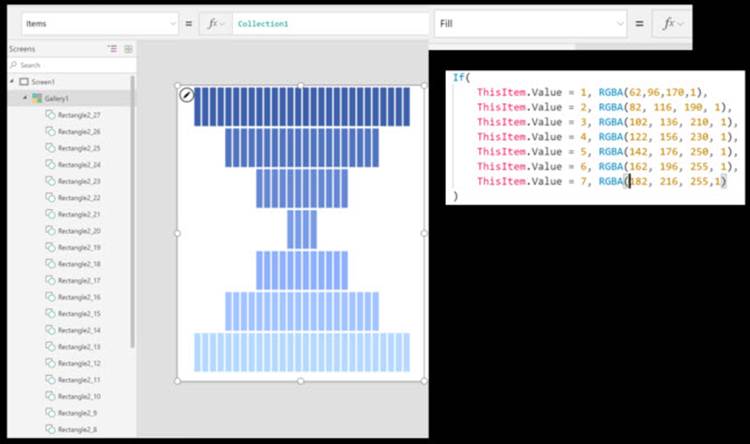 Items = fx Collection1
Fill = fx
Screens
Search
Screen1
Gallery1
Rectangle2_27
Rectangle2_26
Rectangle2_25
Rectangle2_24
Rectangle2_23
Rectangle2_22
Rectangle2_21
Rectangle2_20
Rectangle2_19
Rectangle2_18
Rectangle2_17
Rectangle2_16
Rectangle2_15
Rectangle2_14
Rectangle2_13
Rectangle2_12
Rectangle2_11
Rectangle2_10
Rectangle2_9
Rectangle2_8
If(
ThisItem.Value = 1, RGBA(62,96,170,1),
ThisItem.Value = 2, RGBA(82, 116, 190, 1),
ThisItem.Value = 3, RGBA(102, 136, 210, 1),
ThisItem.Value = 4, RGBA(122, 156, 230, 1),
ThisItem.Value = 5, RGBA(142, 176, 250, 1),
ThisItem.Value = 6, RGBA(162, 196, 255, 1),
ThisItem.Value = 7, RGBA(182, 216, 255,1)
)